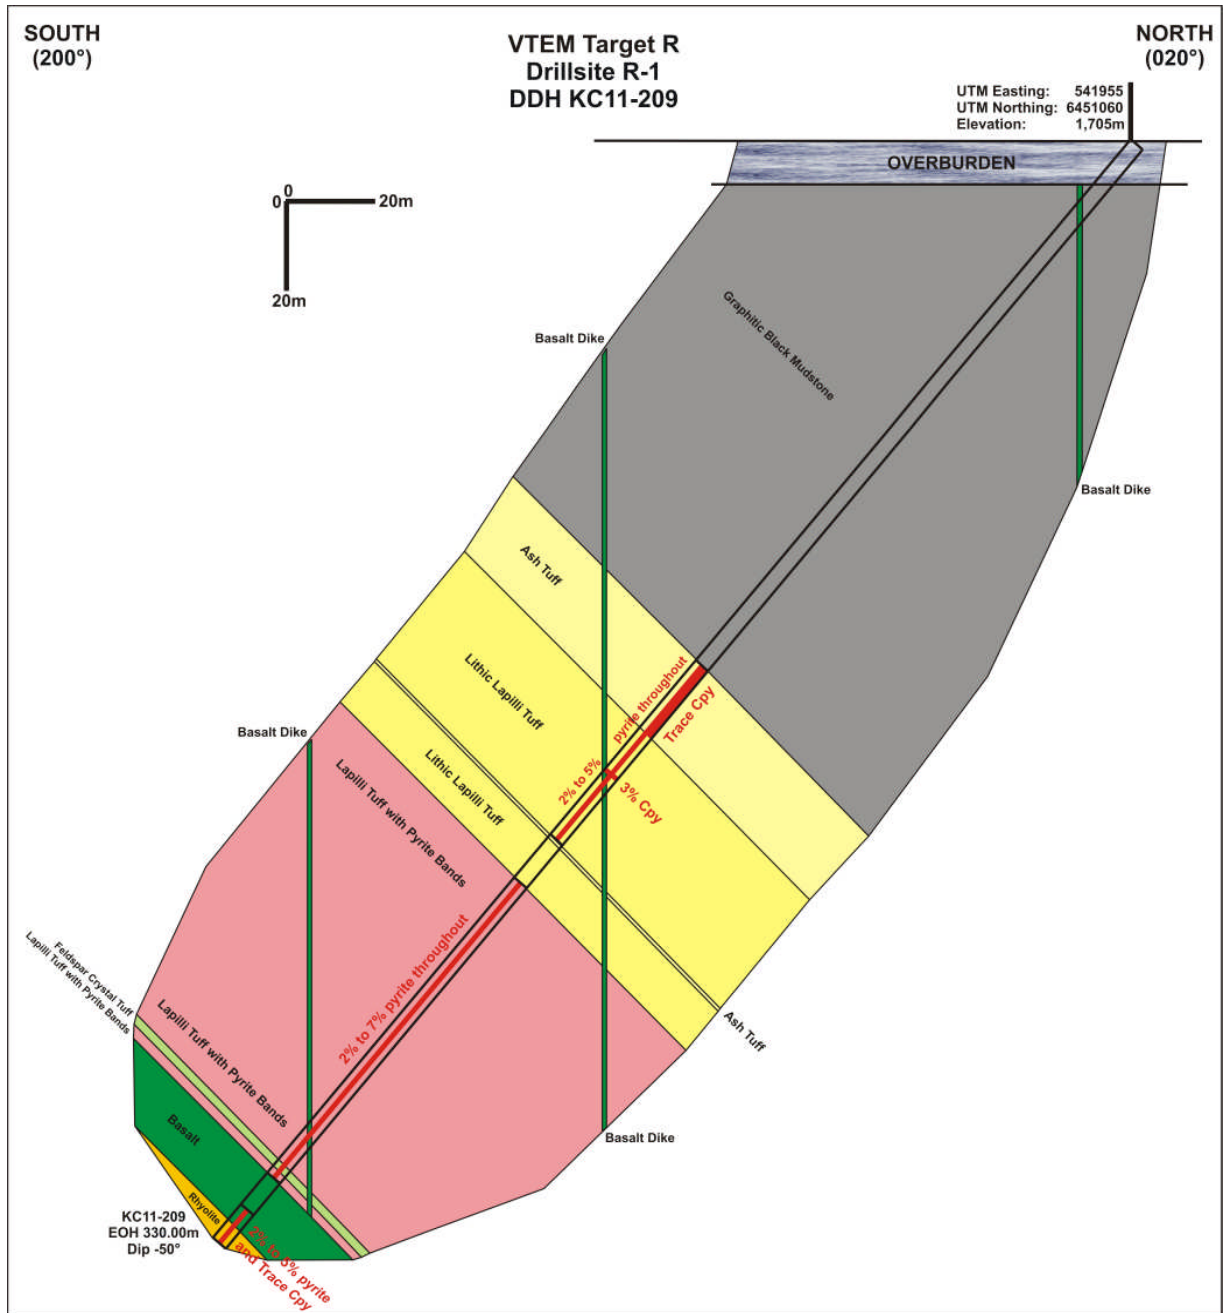 SOUTH
(200°)
VTEM Target R
Drillsite R-1
DDH KC11-209
NORTH
(020°)
UTM Easting: 541955
UTM Northing: 6451060
Elevation: 1,705m
OVERBURDEN
0
0
20m
20m
Graphitic Black Mudstone
Basalt Dike
Basalt Dike
Ash Tuff
Lithic Lapilli Tuff
pyrite throughout
2% to 5%
Trace Cpy
3% Cpy
Basalt Dike
Lithic Lapilli Tuff
Lapilli Tuff with Pyrite Bands
2% to 7% pyrite throughout
Feldspar Crystal Tuff
Lapilli Tuff with Pyrite Bands
Lapilli Tuff with Pyrite Bands
Ash Tuff
Basalt
Basalt Dike
Rhyolite
KC11-209
EOH 330.00m
Dip -50°
2% to 5% pyrite
and Trace Cpy